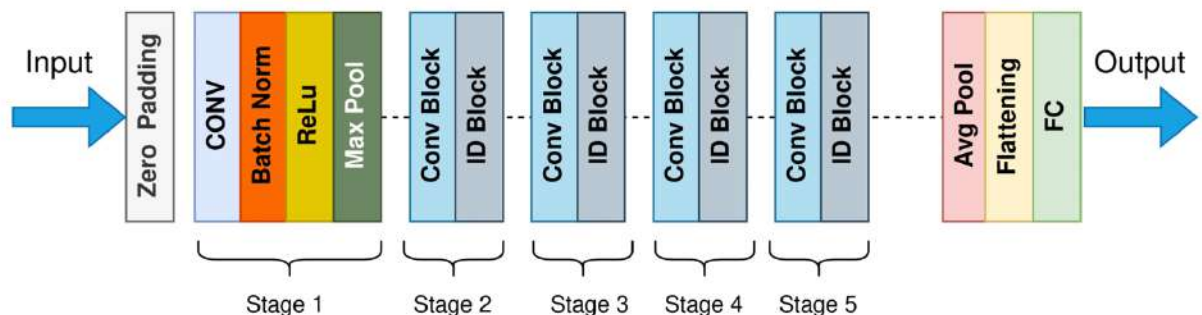 Input
Zero Padding
CONV
Batch Norm
ReLu
Max Pool
Conv Block
ID Block
Conv Block
ID Block
Conv Block
ID Block
Conv Block
ID Block
Avg Pool
Flattening
FC
Output
Stage 1
Stage 2
Stage 3
Stage 4
Stage 5